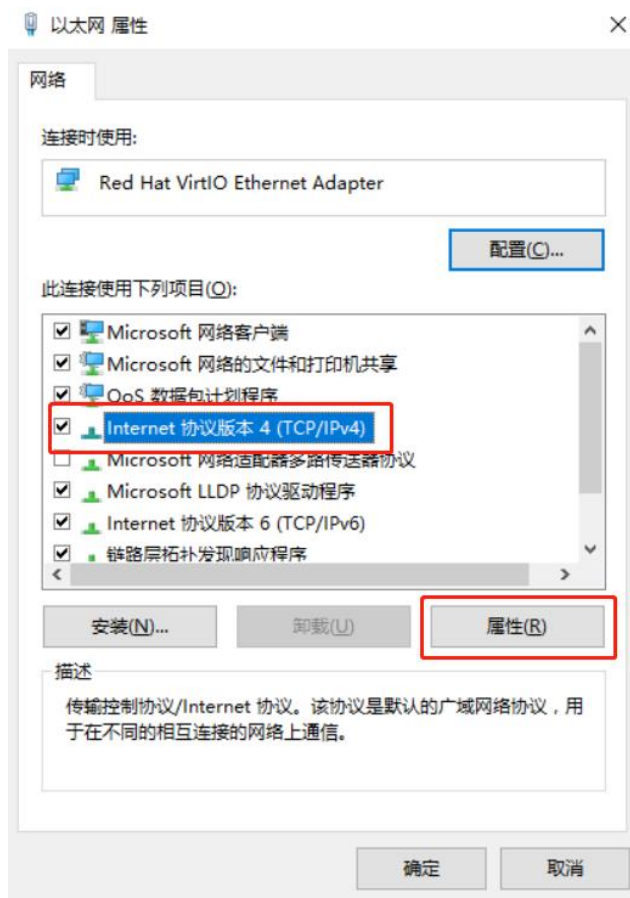 以太网 属性
网络
连接时使用:
Red Hat VirtIO Ethernet Adapter
配置(C)...
此连接使用下列项目(O):
Microsoft 网络客户端
Microsoft 网络的文件和打印机共享
QoS 数据包计划程序
Internet 协议版本 4 (TCP/IPv4)
Microsoft 网络适配器多路传送器协议
Microsoft LLDP 协议驱动程序
Internet 协议版本 6 (TCP/IPv6)
链路层拓扑发现响应程序
安装(N)...
卸载(U)
属性(R)
描述
传输控制协议/Internet 协议。该协议是默认的广域网络协议，用
于在不同的相互连接的网络上通信。
确定
取消